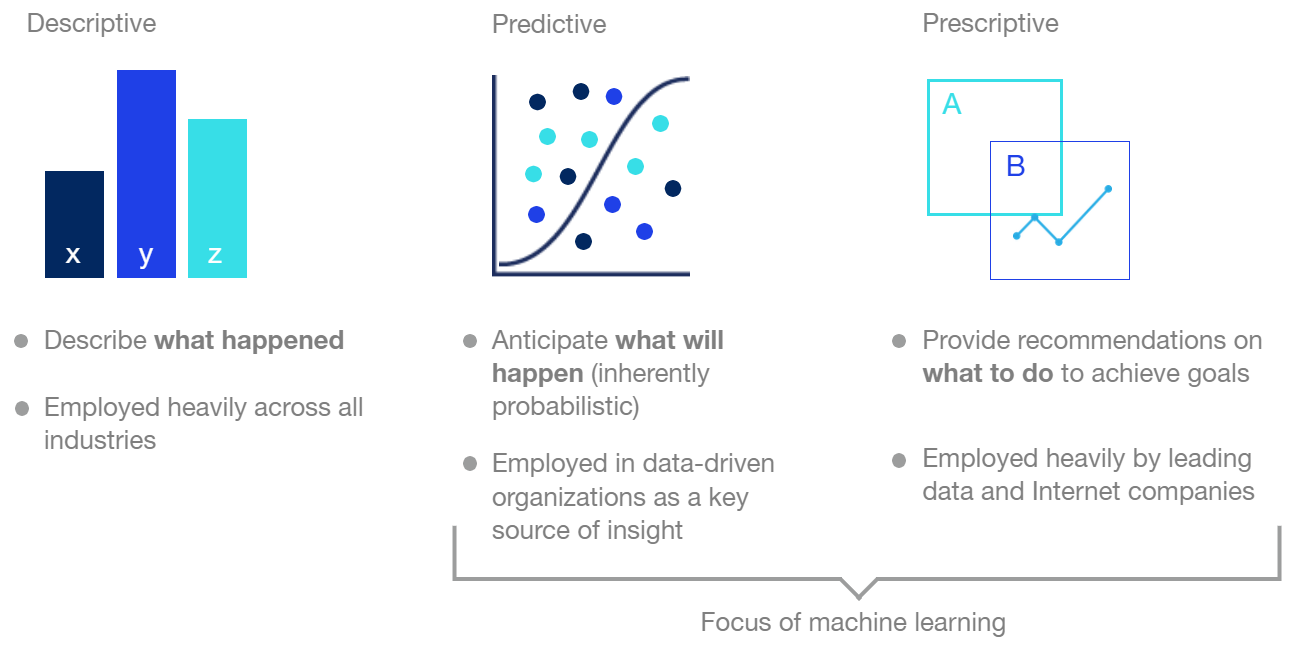 Descriptive
x
y
z
Describe what happened
Employed heavily across all
industries
Predictive
Anticipate what will
happen (inherently
probabilistic)
Employed in data-driven
organizations as a key
source of insight
Prescriptive
A
B
Provide recommendations on
what to do to achieve goals
Employed heavily by leading
data and Internet companies
Focus of machine learning